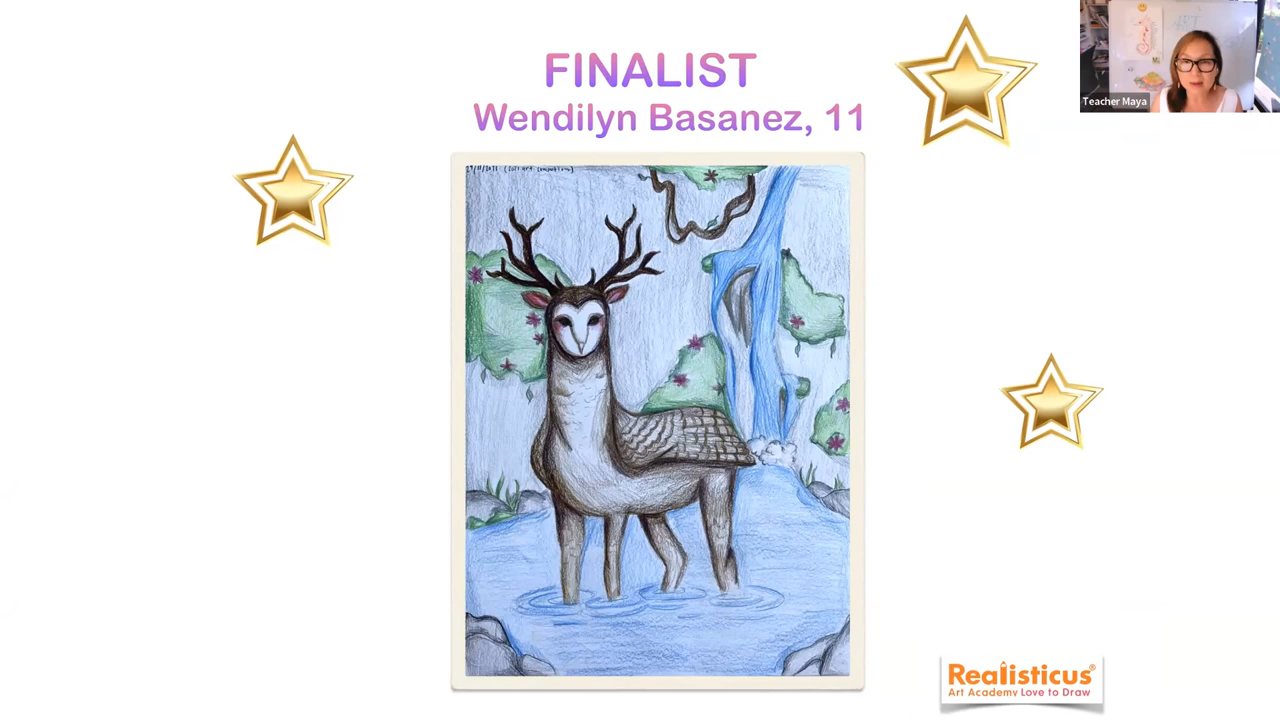 FINALIST
Wendilyn Basanez, 11
Teacher Maya
Realisticus®
Art Academy Love to Draw